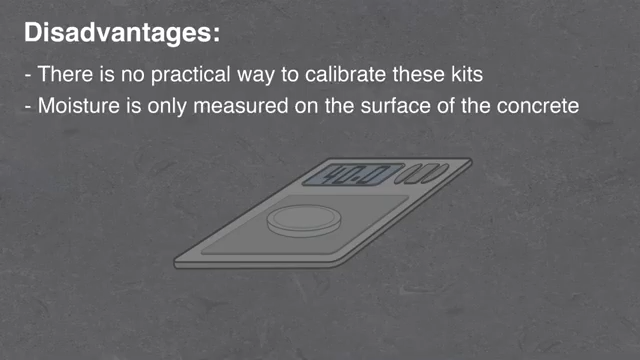 Disadvantages:
- There is no practical way to calibrate these kits
- Moisture is only measured on the surface of the concrete
40.0